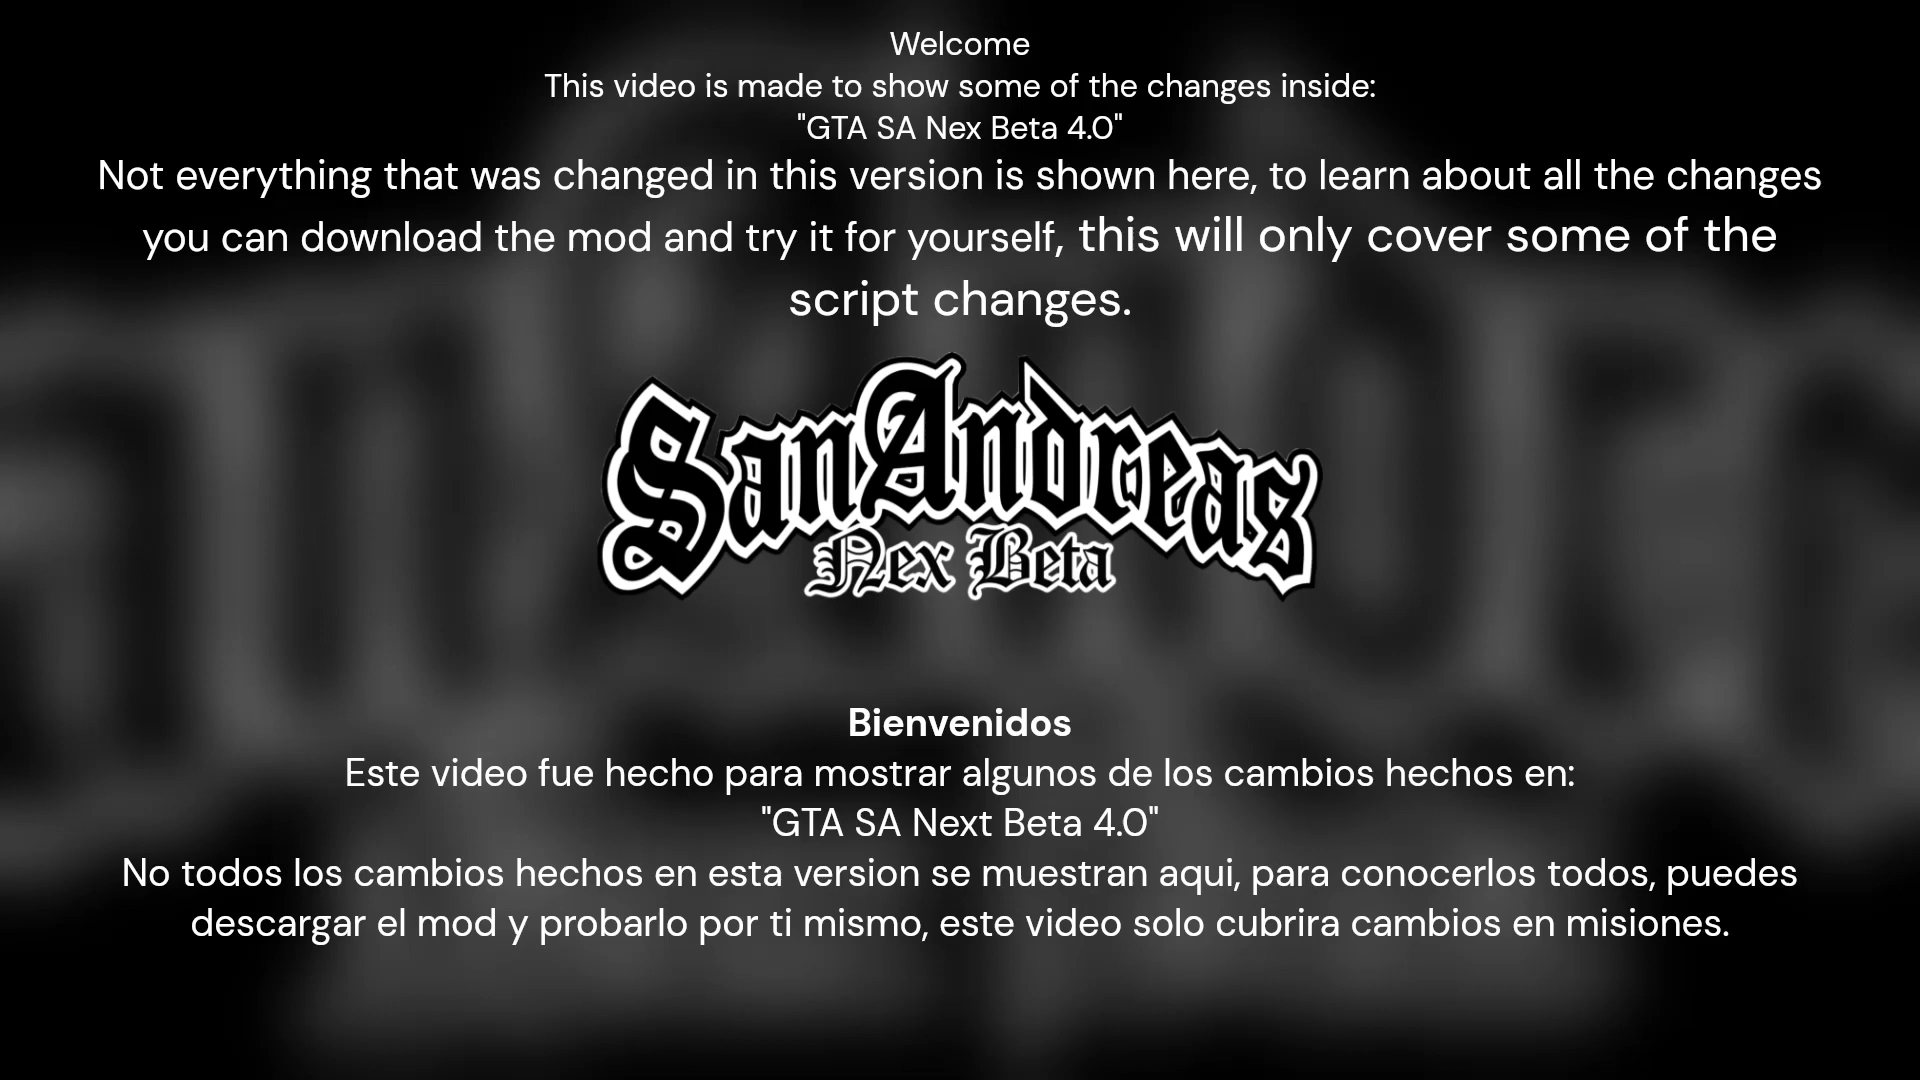 Welcome
This video is made to show some of the changes inside:
"GTA SA Nex Beta 4.0"
Not everything that was changed in this version is shown here, to learn about all the changes
you can download the mod and try it for yourself, this will only cover some of the
script changes.
San Andreas
Nex Beta
Bienvenidos
Este video fue hecho para mostrar algunos de los cambios hechos en:
"GTA SA Next Beta 4.0"
No todos los cambios hechos en esta version se muestran aqui, para conocerlos todos, puedes
descargar el mod y probarlo por ti mismo, este video solo cubrira cambios en misiones.